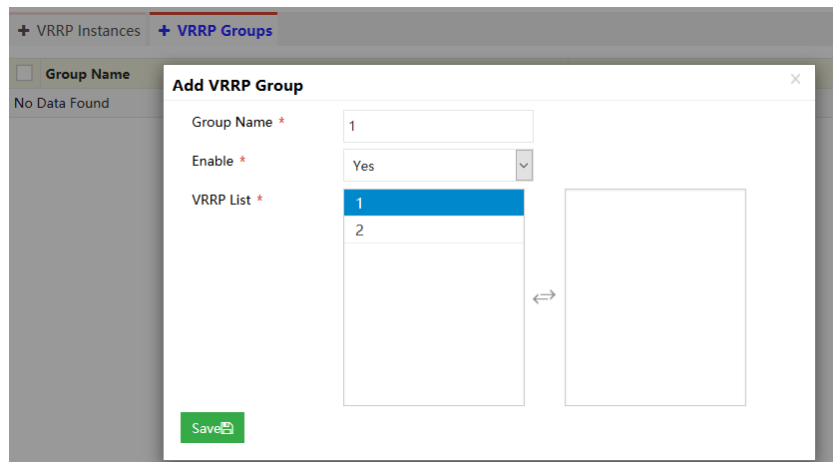 + VRRP Instances + VRRP Groups
Group Name
No Data Found
Add VRRP Group ×
Group Name * 1
Enable * Yes
VRRP List * 1
2
Save